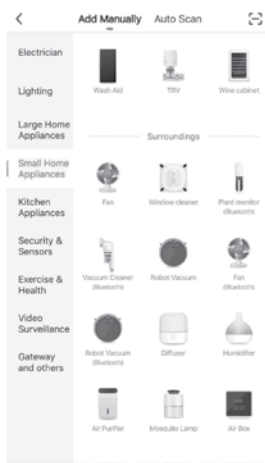 Add Manually Auto Scan
Electrician
Lighting
Large Home
Appliances
Small Home
Appliances
Kitchen
Appliances
Security &
Sensors
Exercise &
Health
Video
Surveillance
Gateway
and others
Wash Aid TRV Wine cabinet
Surroundings
Fan Window cleaner Plant monitor
(Bluetooth)
Vacuum Cleaner Robot Vacuum Fan
(Bluetooth) (Bluetooth)
Robot Vacuum Diffuser Humidifier
(Bluetooth)
Air Purifier Mosquito Lamp Air Box